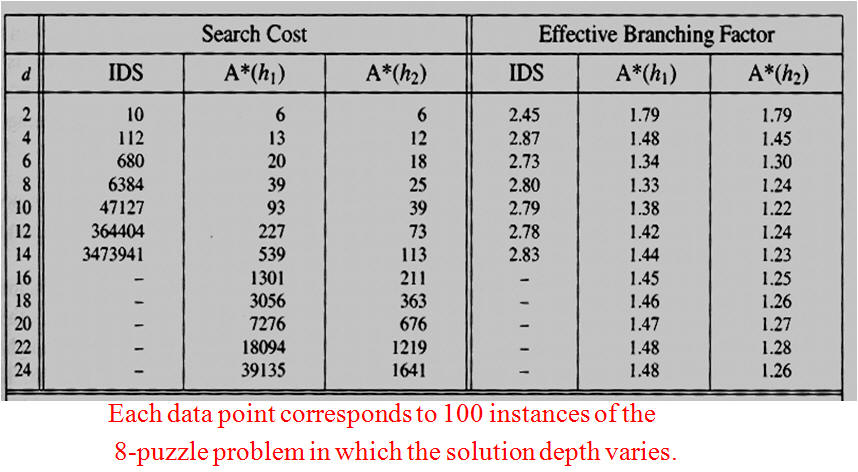 Search Cost Effective Branching Factor
d IDS A*(h1) A*(h2) IDS A*(h1) A*(h2)
2 10 6 6 2.45 1.79 1.79
4 112 13 12 2.87 1.48 1.45
6 680 20 18 2.73 1.34 1.30
8 6384 39 25 2.80 1.33 1.24
10 47127 93 39 2.79 1.38 1.22
12 364404 227 73 2.78 1.42 1.24
14 3473941 539 113 2.83 1.44 1.23
16 – 1301 211 – 1.45 1.25
18 – 3056 363 – 1.46 1.26
20 – 7276 676 – 1.47 1.27
22 – 18094 1219 – 1.48 1.28
24 – 39135 1641 – 1.48 1.26
Each data point corresponds to 100 instances of the
8-puzzle problem in which the solution depth varies.